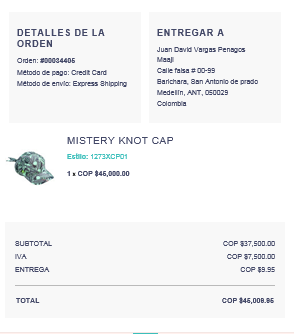 DETALLES DE LA
ORDEN
Orden: #00034405
Método de pago: Credit Card
Método de envío: Express Shipping
ENTREGAR A
Juan David Vargas Penagos
Maaji
Calle falsa # 00-99
Barichara, San Antonio de prado
Medellín, ANT, 050029
Colombia
MISTERY KNOT CAP
Estilo: 1273XCP01
1 x COP $45,000.00
SUBTOTAL COP $37,500.00
IVA COP $7,500.00
ENTREGA COP $9.95
TOTAL COP $45,009.95